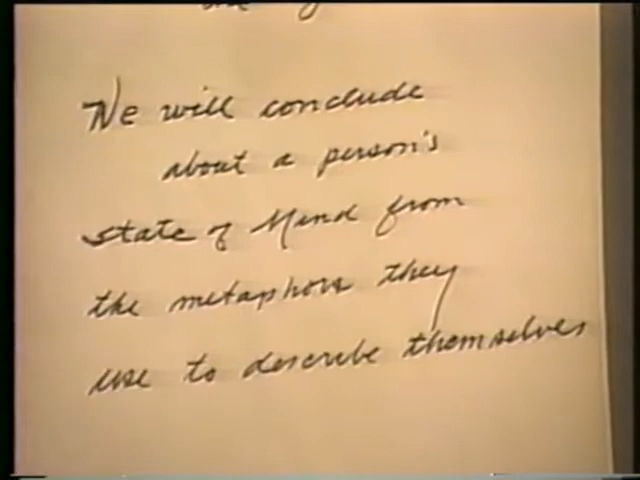 We will conclude
about a person's
state of Mind from
the metaphors they
use to describe themselves